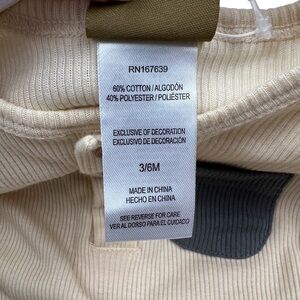 RN167639
60% COTTON / ALGODÓN
40% POLYESTER / POLIÉSTER
EXCLUSIVE OF DECORATION
EXCLUSIVO DE DECORACIÓN
3/6M
MADE IN CHINA
HECHO EN CHINA
SEE REVERSE FOR CARE
VER AL DORSO PARA EL CUIDADO